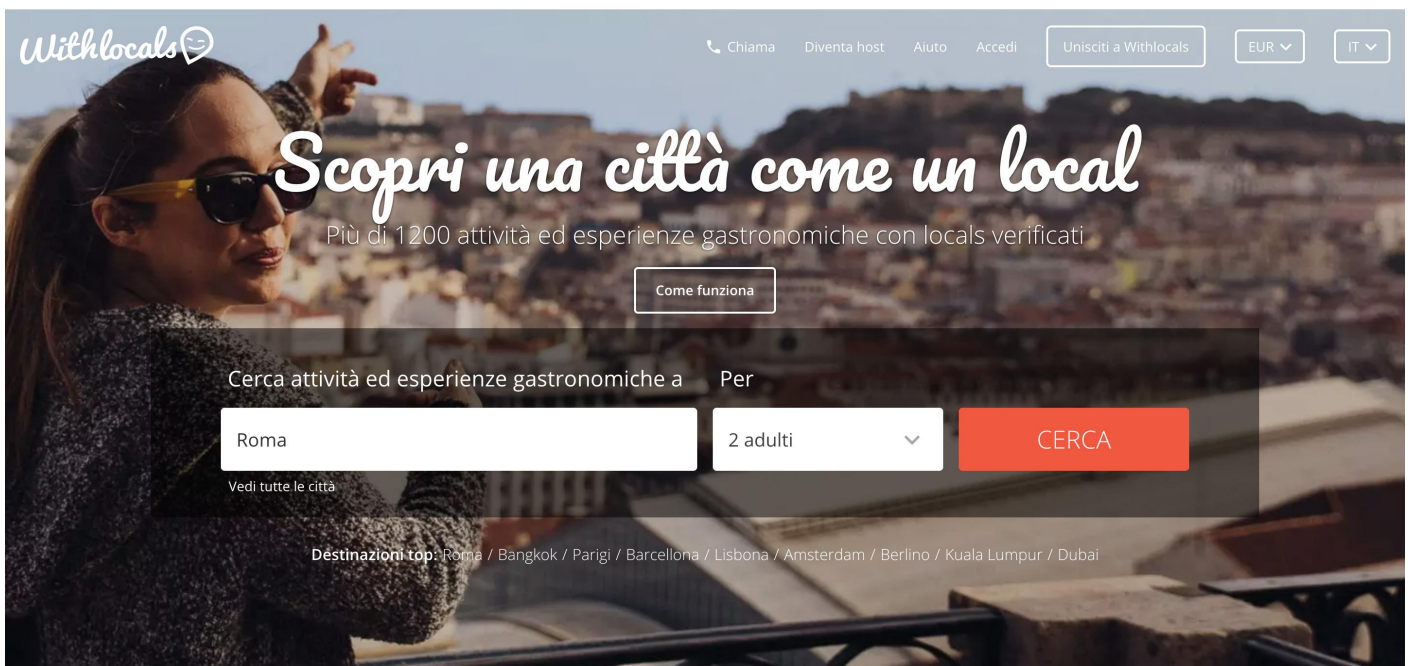 Withlocals
Chiama Diventa host Aiuto Accedi Unisciti a Withlocals EUR IT
Scopri una città come un local
Più di 1200 attività ed esperienze gastronomiche con locals verificati
Come funziona
Cerca attività ed esperienze gastronomiche a Per
Roma 2 adulti CERCA
Vedi tutte le città
Destinazioni top: Roma / Bangkok / Parigi / Barcellona / Lisbona / Amsterdam / Berlino / Kuala Lumpur / Dubai